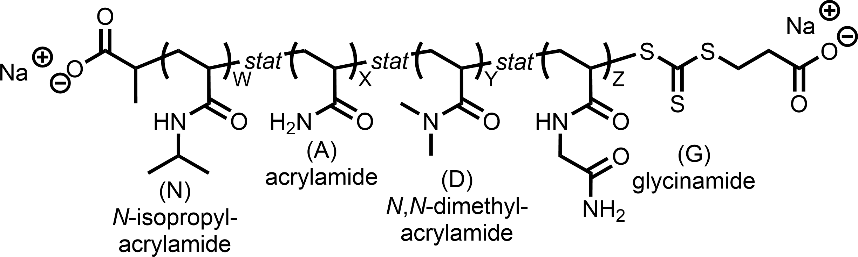 Na ⊕ ⊖ O O W stat X stat Y stat Z S S S O O ⊖ Na ⊕
HN O H2N O N O HN O
(N)
N-isopropyl-
acrylamide
(A)
acrylamide
(D)
N,N-dimethyl-
acrylamide
O
NH2
(G)
glycinamide